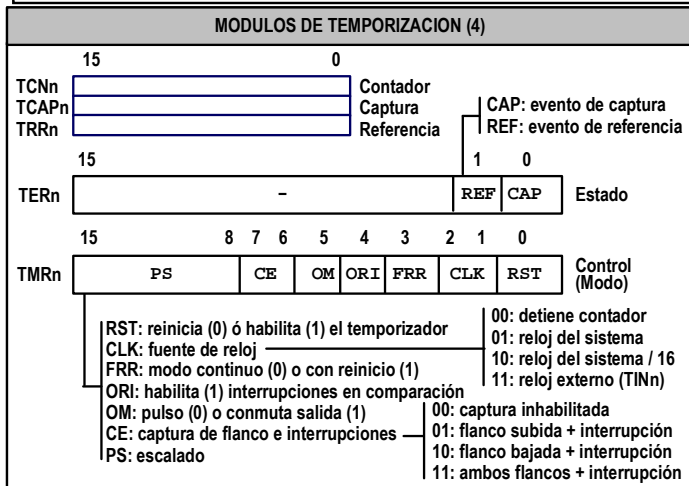 MODULOS DE TEMPORIZACION (4)
15 0
TCNn Contador
TCAPn Captura
TRRn Referencia
CAP: evento de captura
REF: evento de referencia
15 1 0
TERn – REF CAP Estado
15 8 7 6 5 4 3 2 1 0
TMRn PS CE OM ORI FRR CLK RST Control
(Modo)
RST: reinicia (0) ó habilita (1) el temporizador
CLK: fuente de reloj
FRR: modo continuo (0) o con reinicio (1)
ORI: habilita (1) interrupciones en comparación
OM: pulso (0) o conmuta salida (1)
CE: captura de flanco e interrupciones
PS: escalado
00: detiene contador
01: reloj del sistema
10: reloj del sistema / 16
11: reloj externo (TINn)
00: captura inhabilitada
01: flanco subida + interrupción
10: flanco bajada + interrupción
11: ambos flancos + interrupción